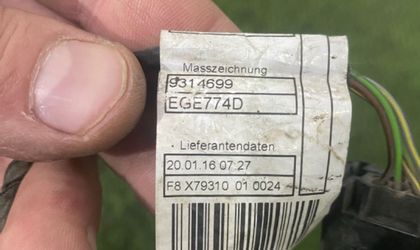 Masszeichnung
9314699
EGE774D
Lieferantendaten
20.01.16 07:27
F8 X79310 01 0024